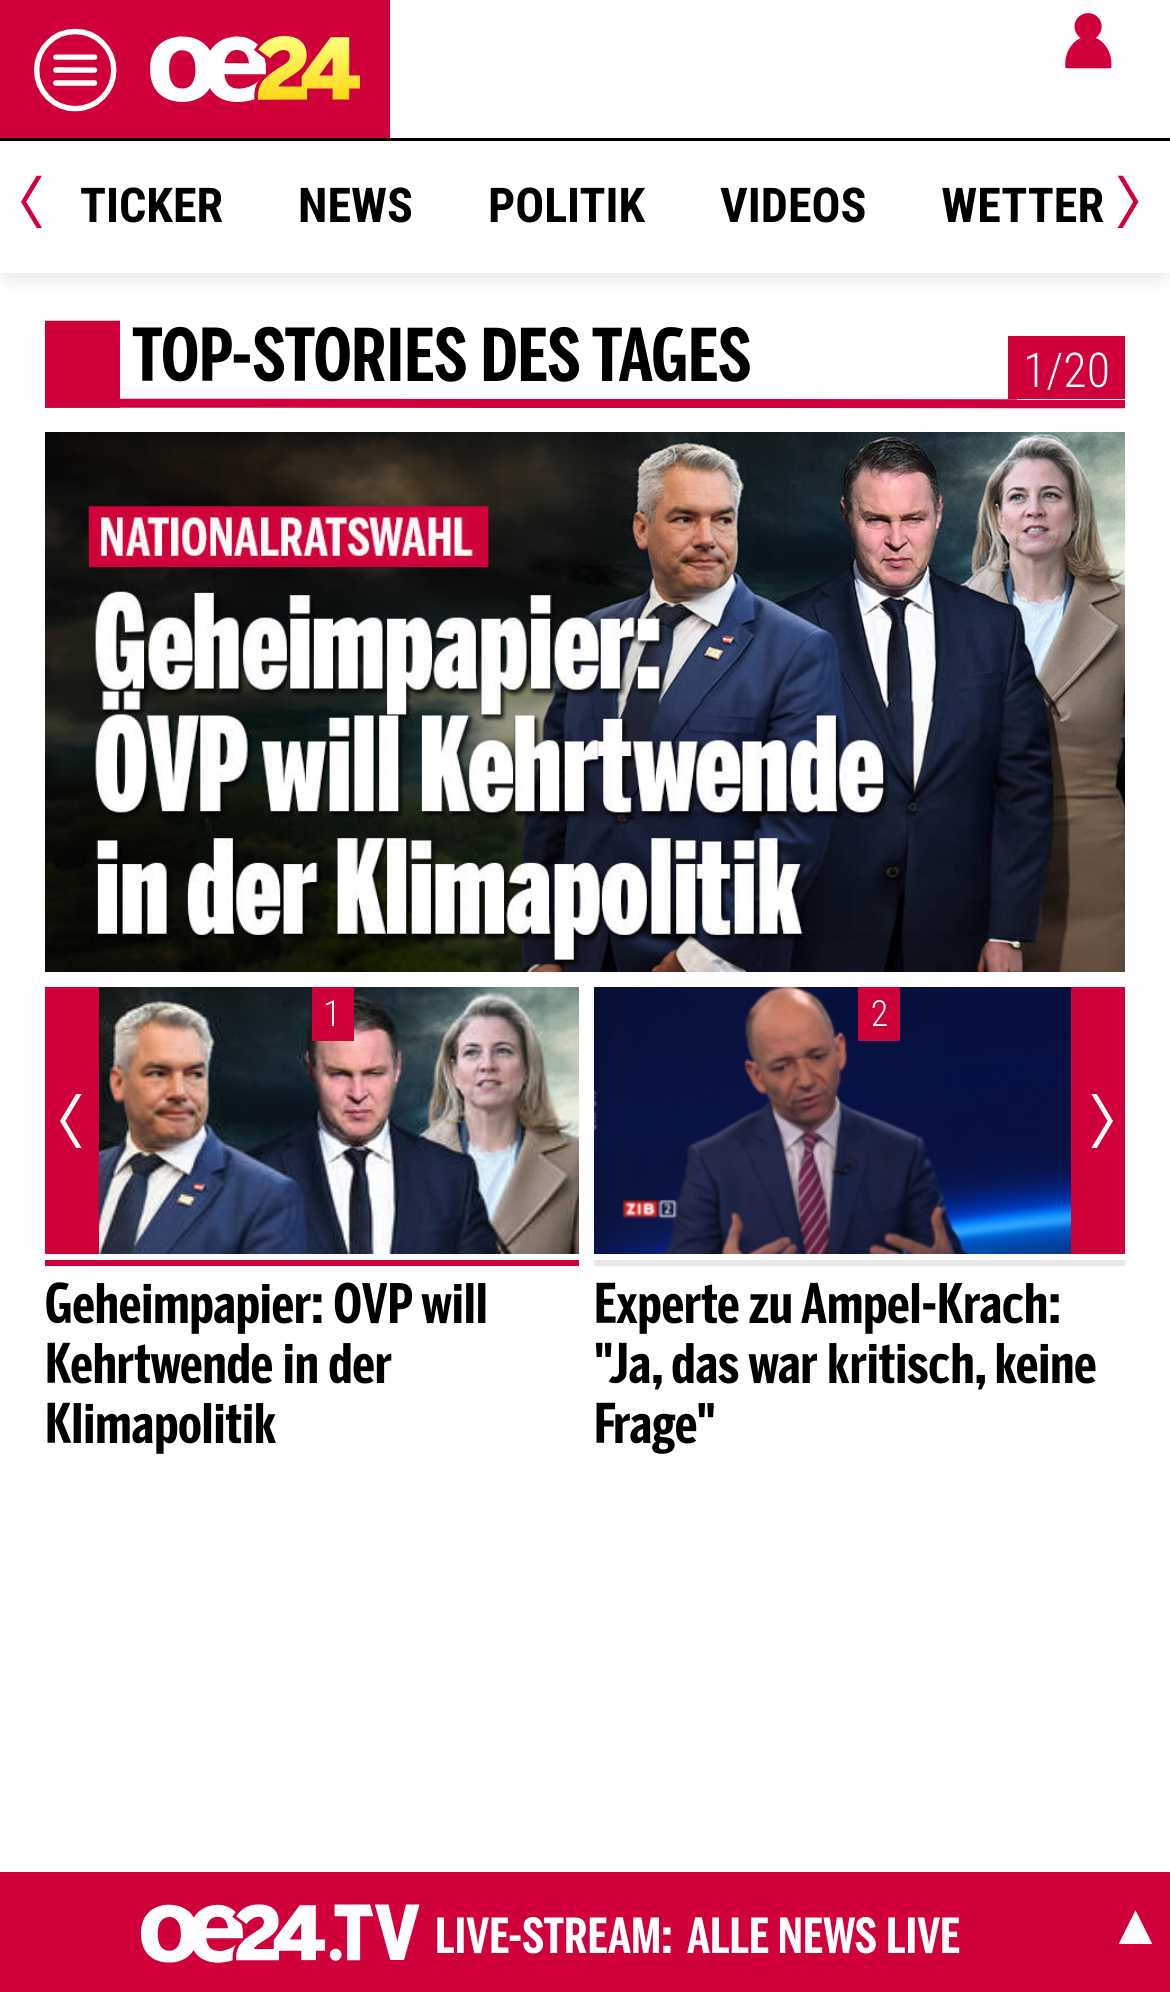 oe24
TICKER NEWS POLITIK VIDEOS WETTER
TOP-STORIES DES TAGES
1/20
NATIONALRATSWAHL
Geheimpapier:
ÖVP will Kehrtwende
in der Klimapolitik
1
2
ZIB 2
Geheimpapier: ÖVP will
Kehrtwende in der
Klimapolitik
Experte zu Ampel-Krach:
"Ja, das war kritisch, keine
Frage"
oe24.TV LIVE-STREAM: ALLE NEWS LIVE